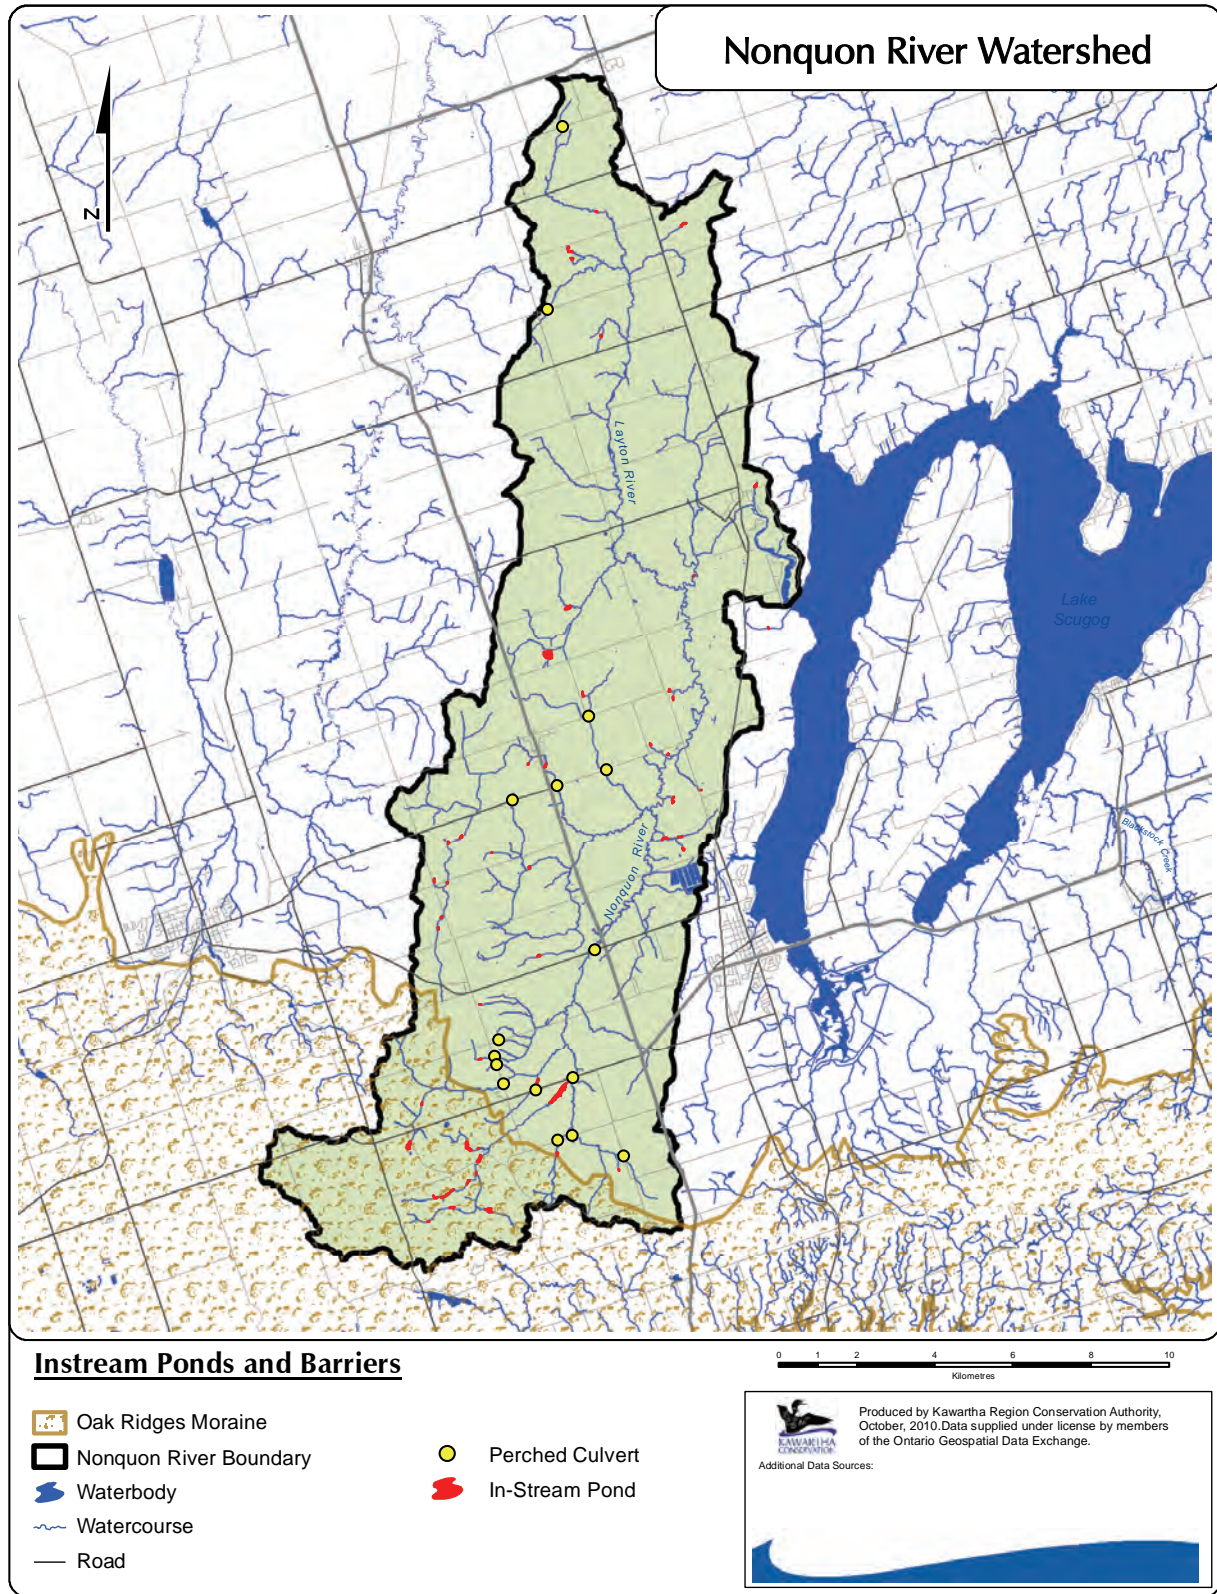 Nonquon River Watershed
N
Layton River
Lake
Scugog
Blackstock Creek
Nonquon River
Instream Ponds and Barriers
Oak Ridges Moraine
Nonquon River Boundary
Waterbody
Watercourse
Road
Perched Culvert
In-Stream Pond
0 1 2 4 6 8 10
Kilometres
KAWARTHA
CONSERVATION
Produced by Kawartha Region Conservation Authority,
October, 2010.Data supplied under license by members
of the Ontario Geospatial Data Exchange.
Additional Data Sources: